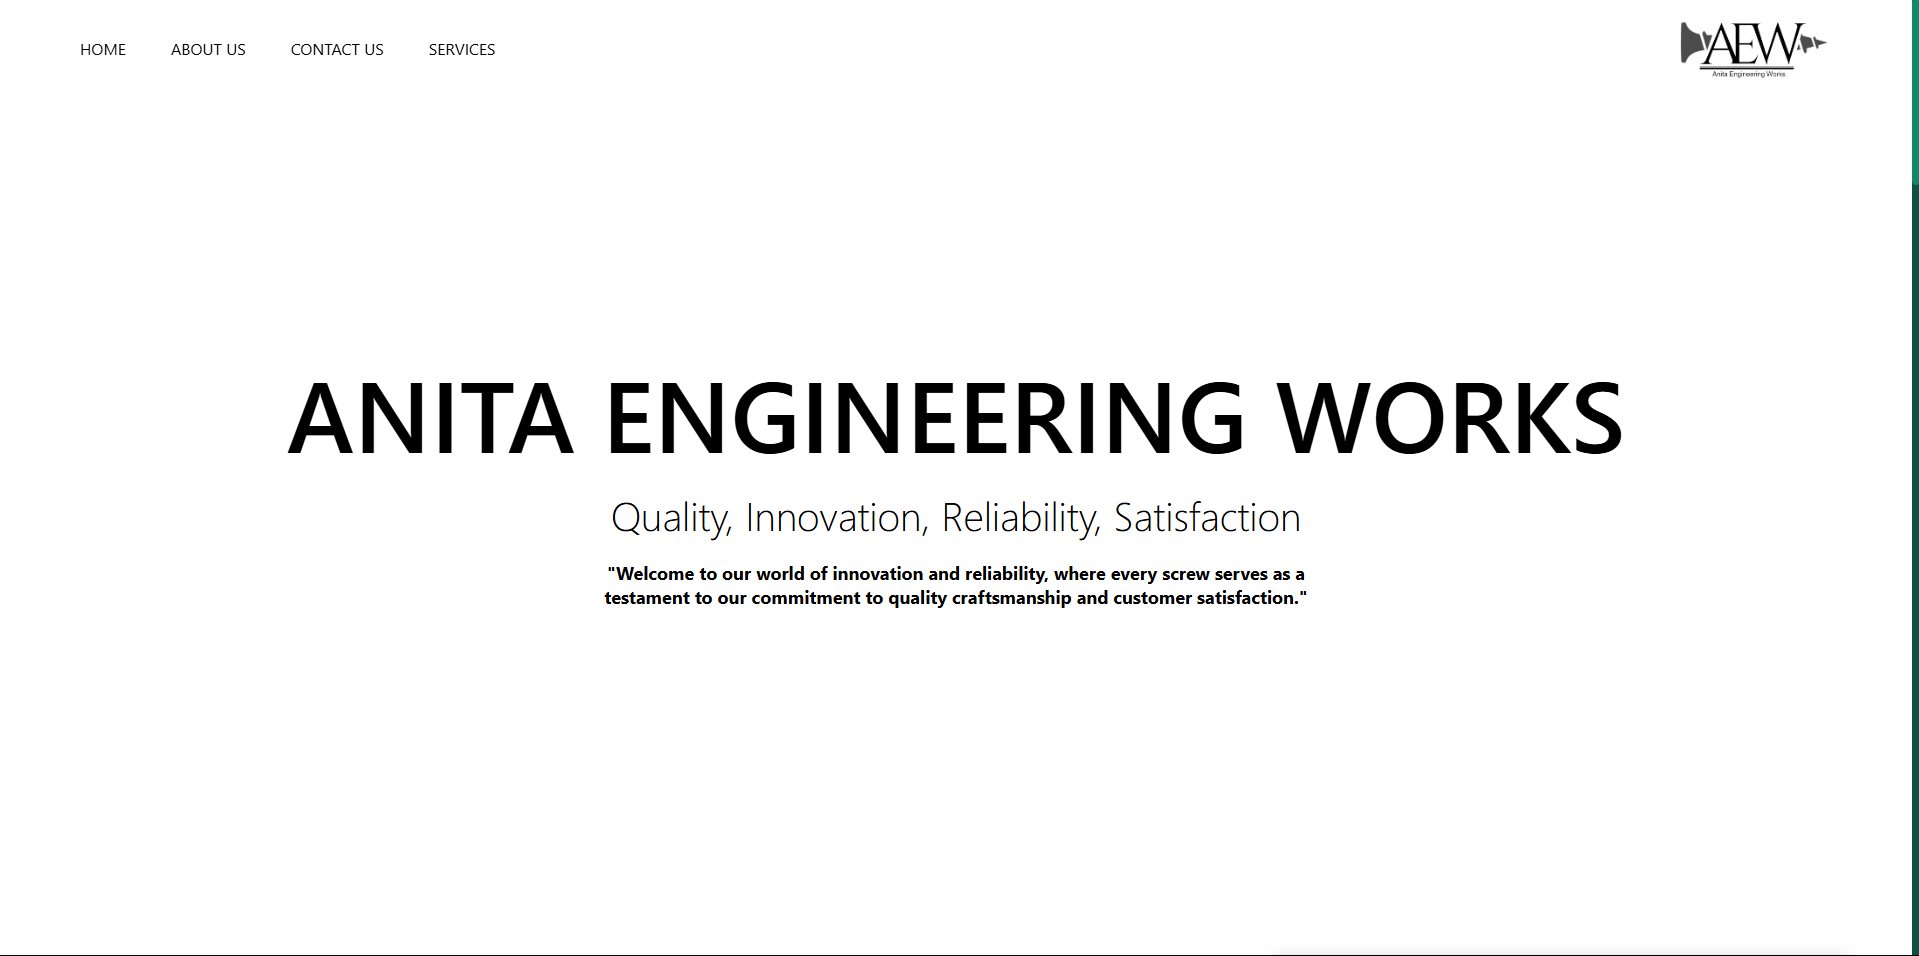 HOME ABOUT US CONTACT US SERVICES
AEW
Anita Engineering Works
ANITA ENGINEERING WORKS
Quality, Innovation, Reliability, Satisfaction
"Welcome to our world of innovation and reliability, where every screw serves as a
testament to our commitment to quality craftsmanship and customer satisfaction."